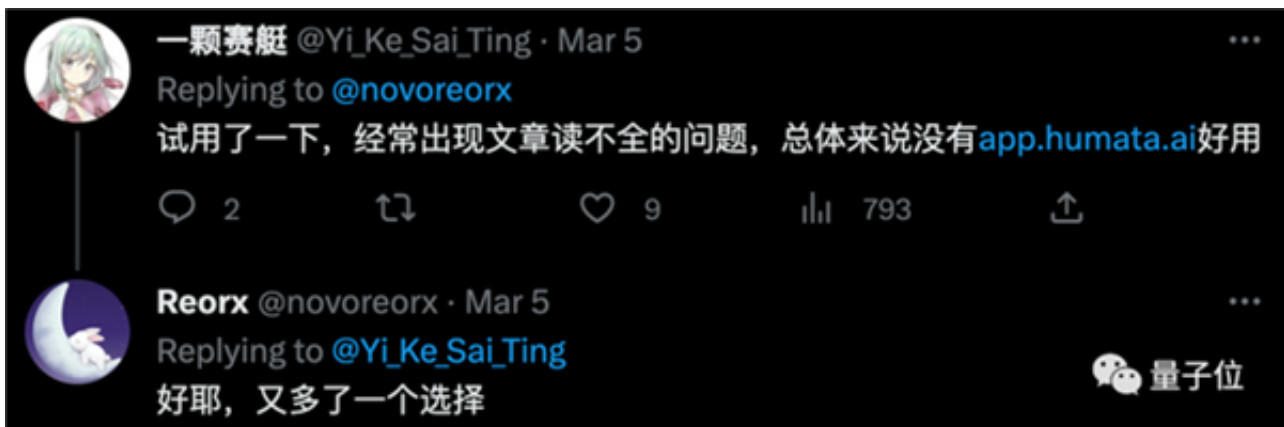 一颗赛艇 @Yi_Ke_Sai_Ting · Mar 5
Replying to @novoreorx
试用了一下，经常出现文章读不全的问题，总体来说没有app.humata.ai好用
2 9 793
Reorx @novoreorx · Mar 5
Replying to @Yi_Ke_Sai_Ting
好耶，又多了一个选择
量子位